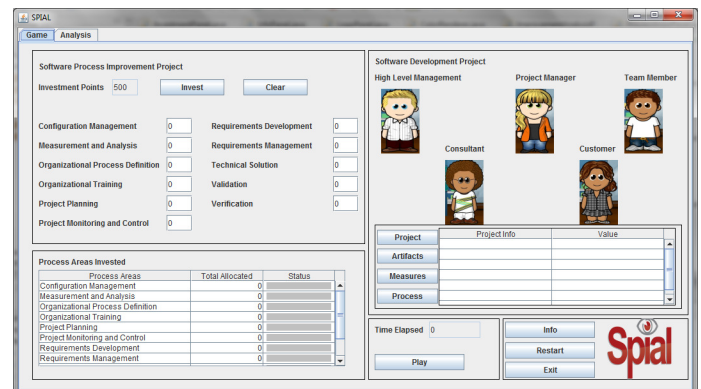 SPIAL
Game Analysis
Software Process Improvement Project
Investment Points 500 Invest Clear
Configuration Management 0 Requirements Development 0
Measurement and Analysis 0 Requirements Management 0
Organizational Process Definition 0 Technical Solution 0
Organizational Training 0 Validation 0
Project Planning 0 Verification 0
Project Monitoring and Control 0
Process Areas Invested
Process Areas Total Allocated Status
Configuration Management 0
Measurement and Analysis 0
Organizational Process Definition 0
Organizational Training 0
Project Planning 0
Project Monitoring and Control 0
Requirements Development 0
Requirements Management 0
Software Development Project
High Level Management Project Manager Team Member
Consultant Customer
Project Project Info Value
Artifacts
Measures
Process
Time Elapsed 0
Play
Info
Restart
Exit
Spial